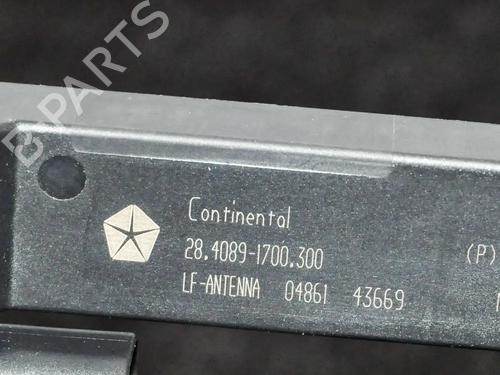 B PARTS
Continental
28.4089-1700.300 (P)
LF-ANTENNA 04861 43669